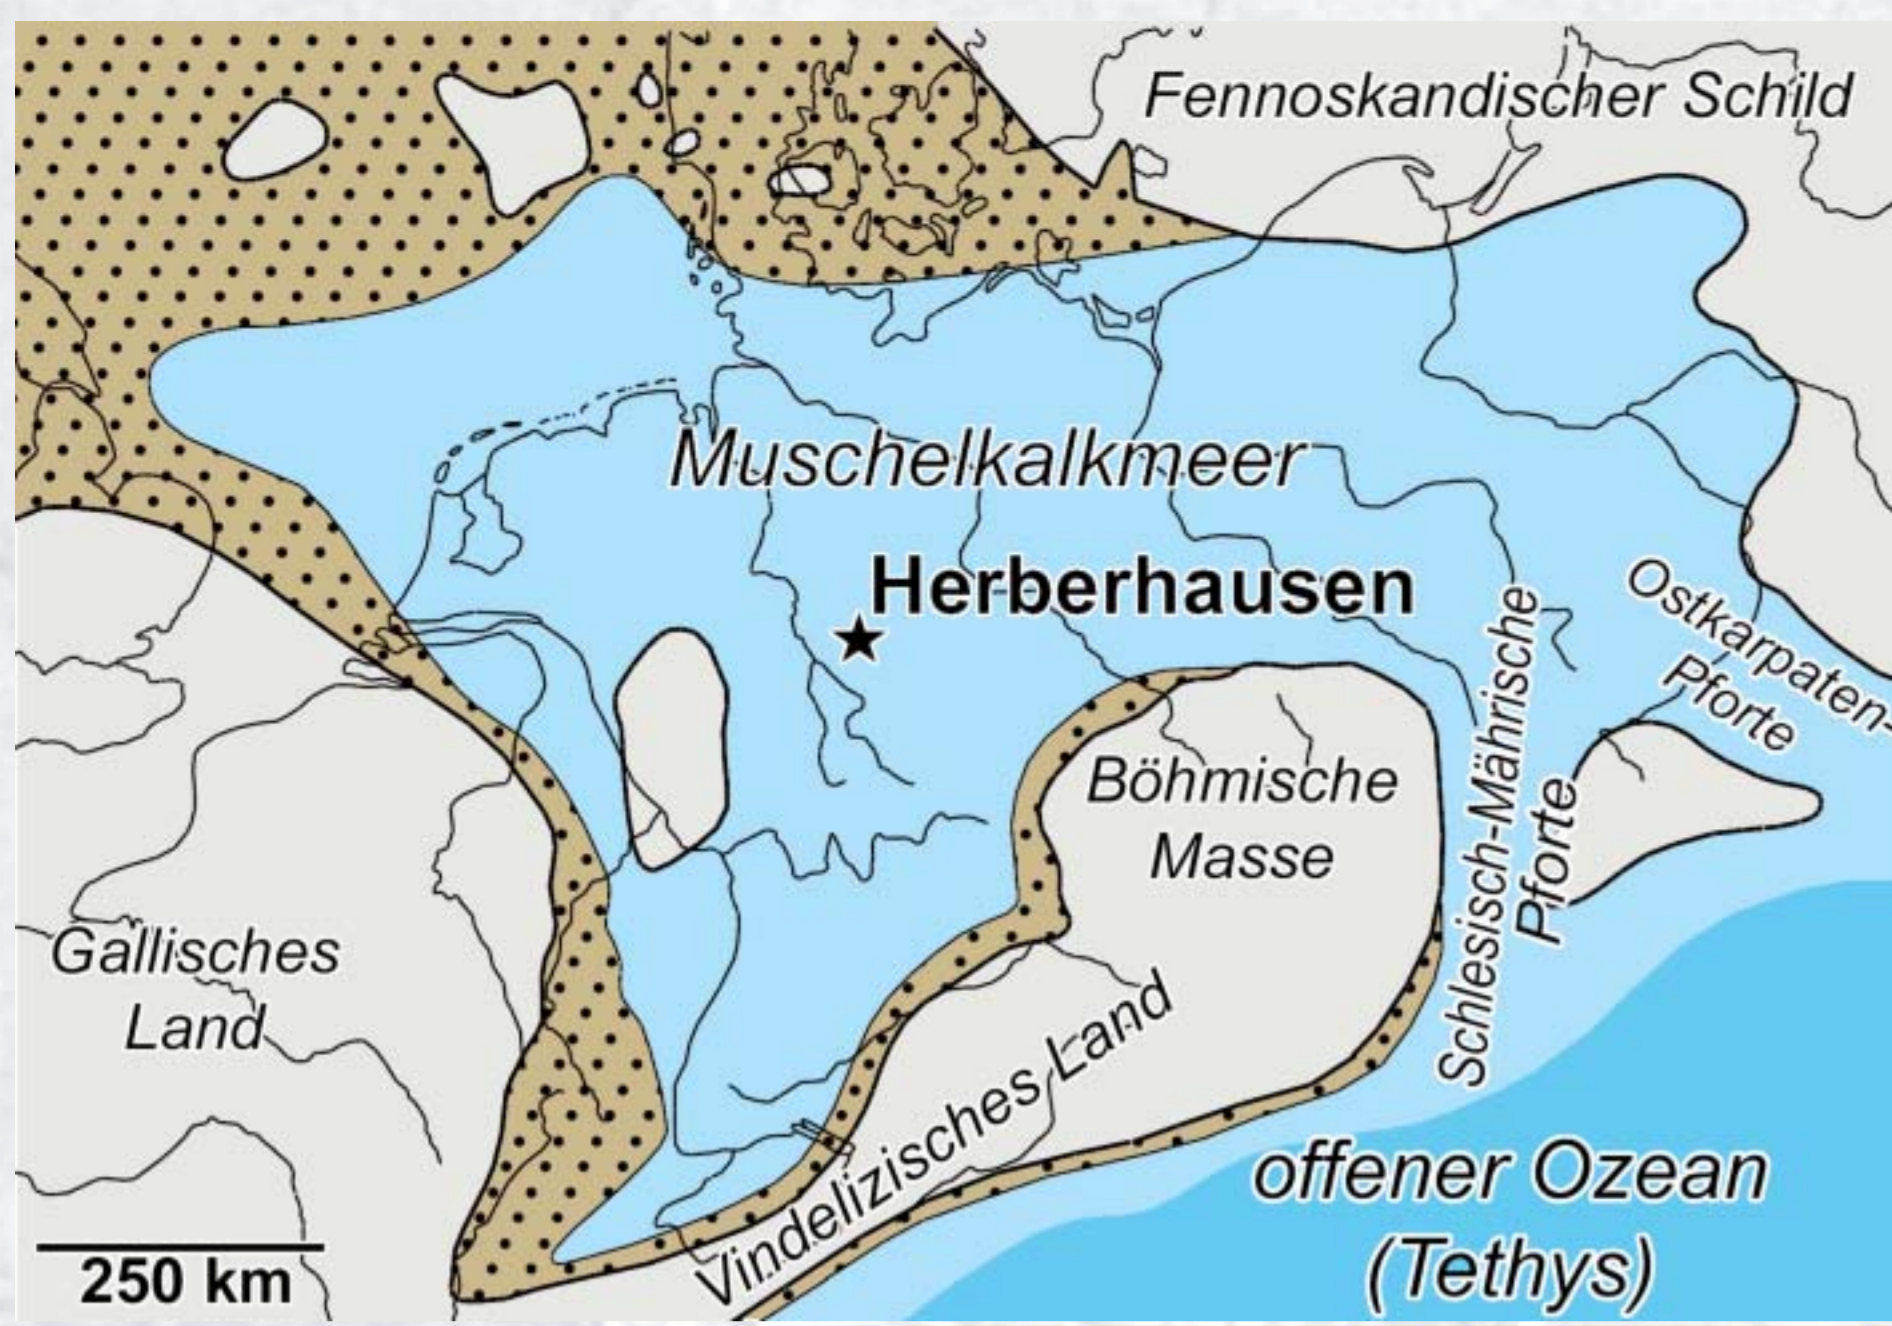 Fennoskandischer Schild
Muschelkalkmeer
Herberhausen
Ostkarpaten-
Pforte
Schlesisch-Mährische
Pforte
Böhmische
Masse
Gallisches
Land
Vindelizisches Land
offener Ozean
(Tethys)
250 km